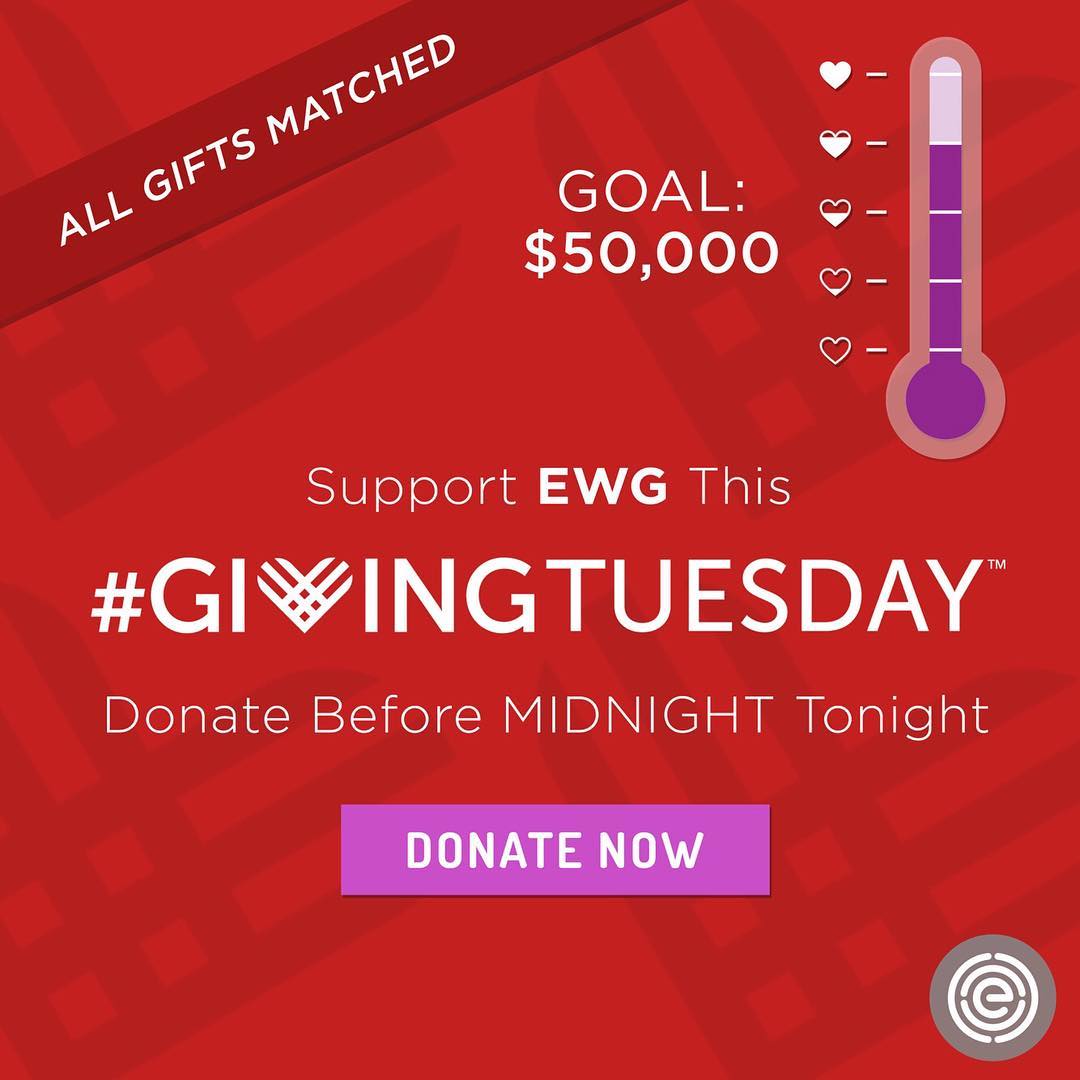 ALL GIFTS MATCHED
GOAL:
$50,000
Support EWG This
#GIVINGTUESDAY™
Donate Before MIDNIGHT Tonight
DONATE NOW
e